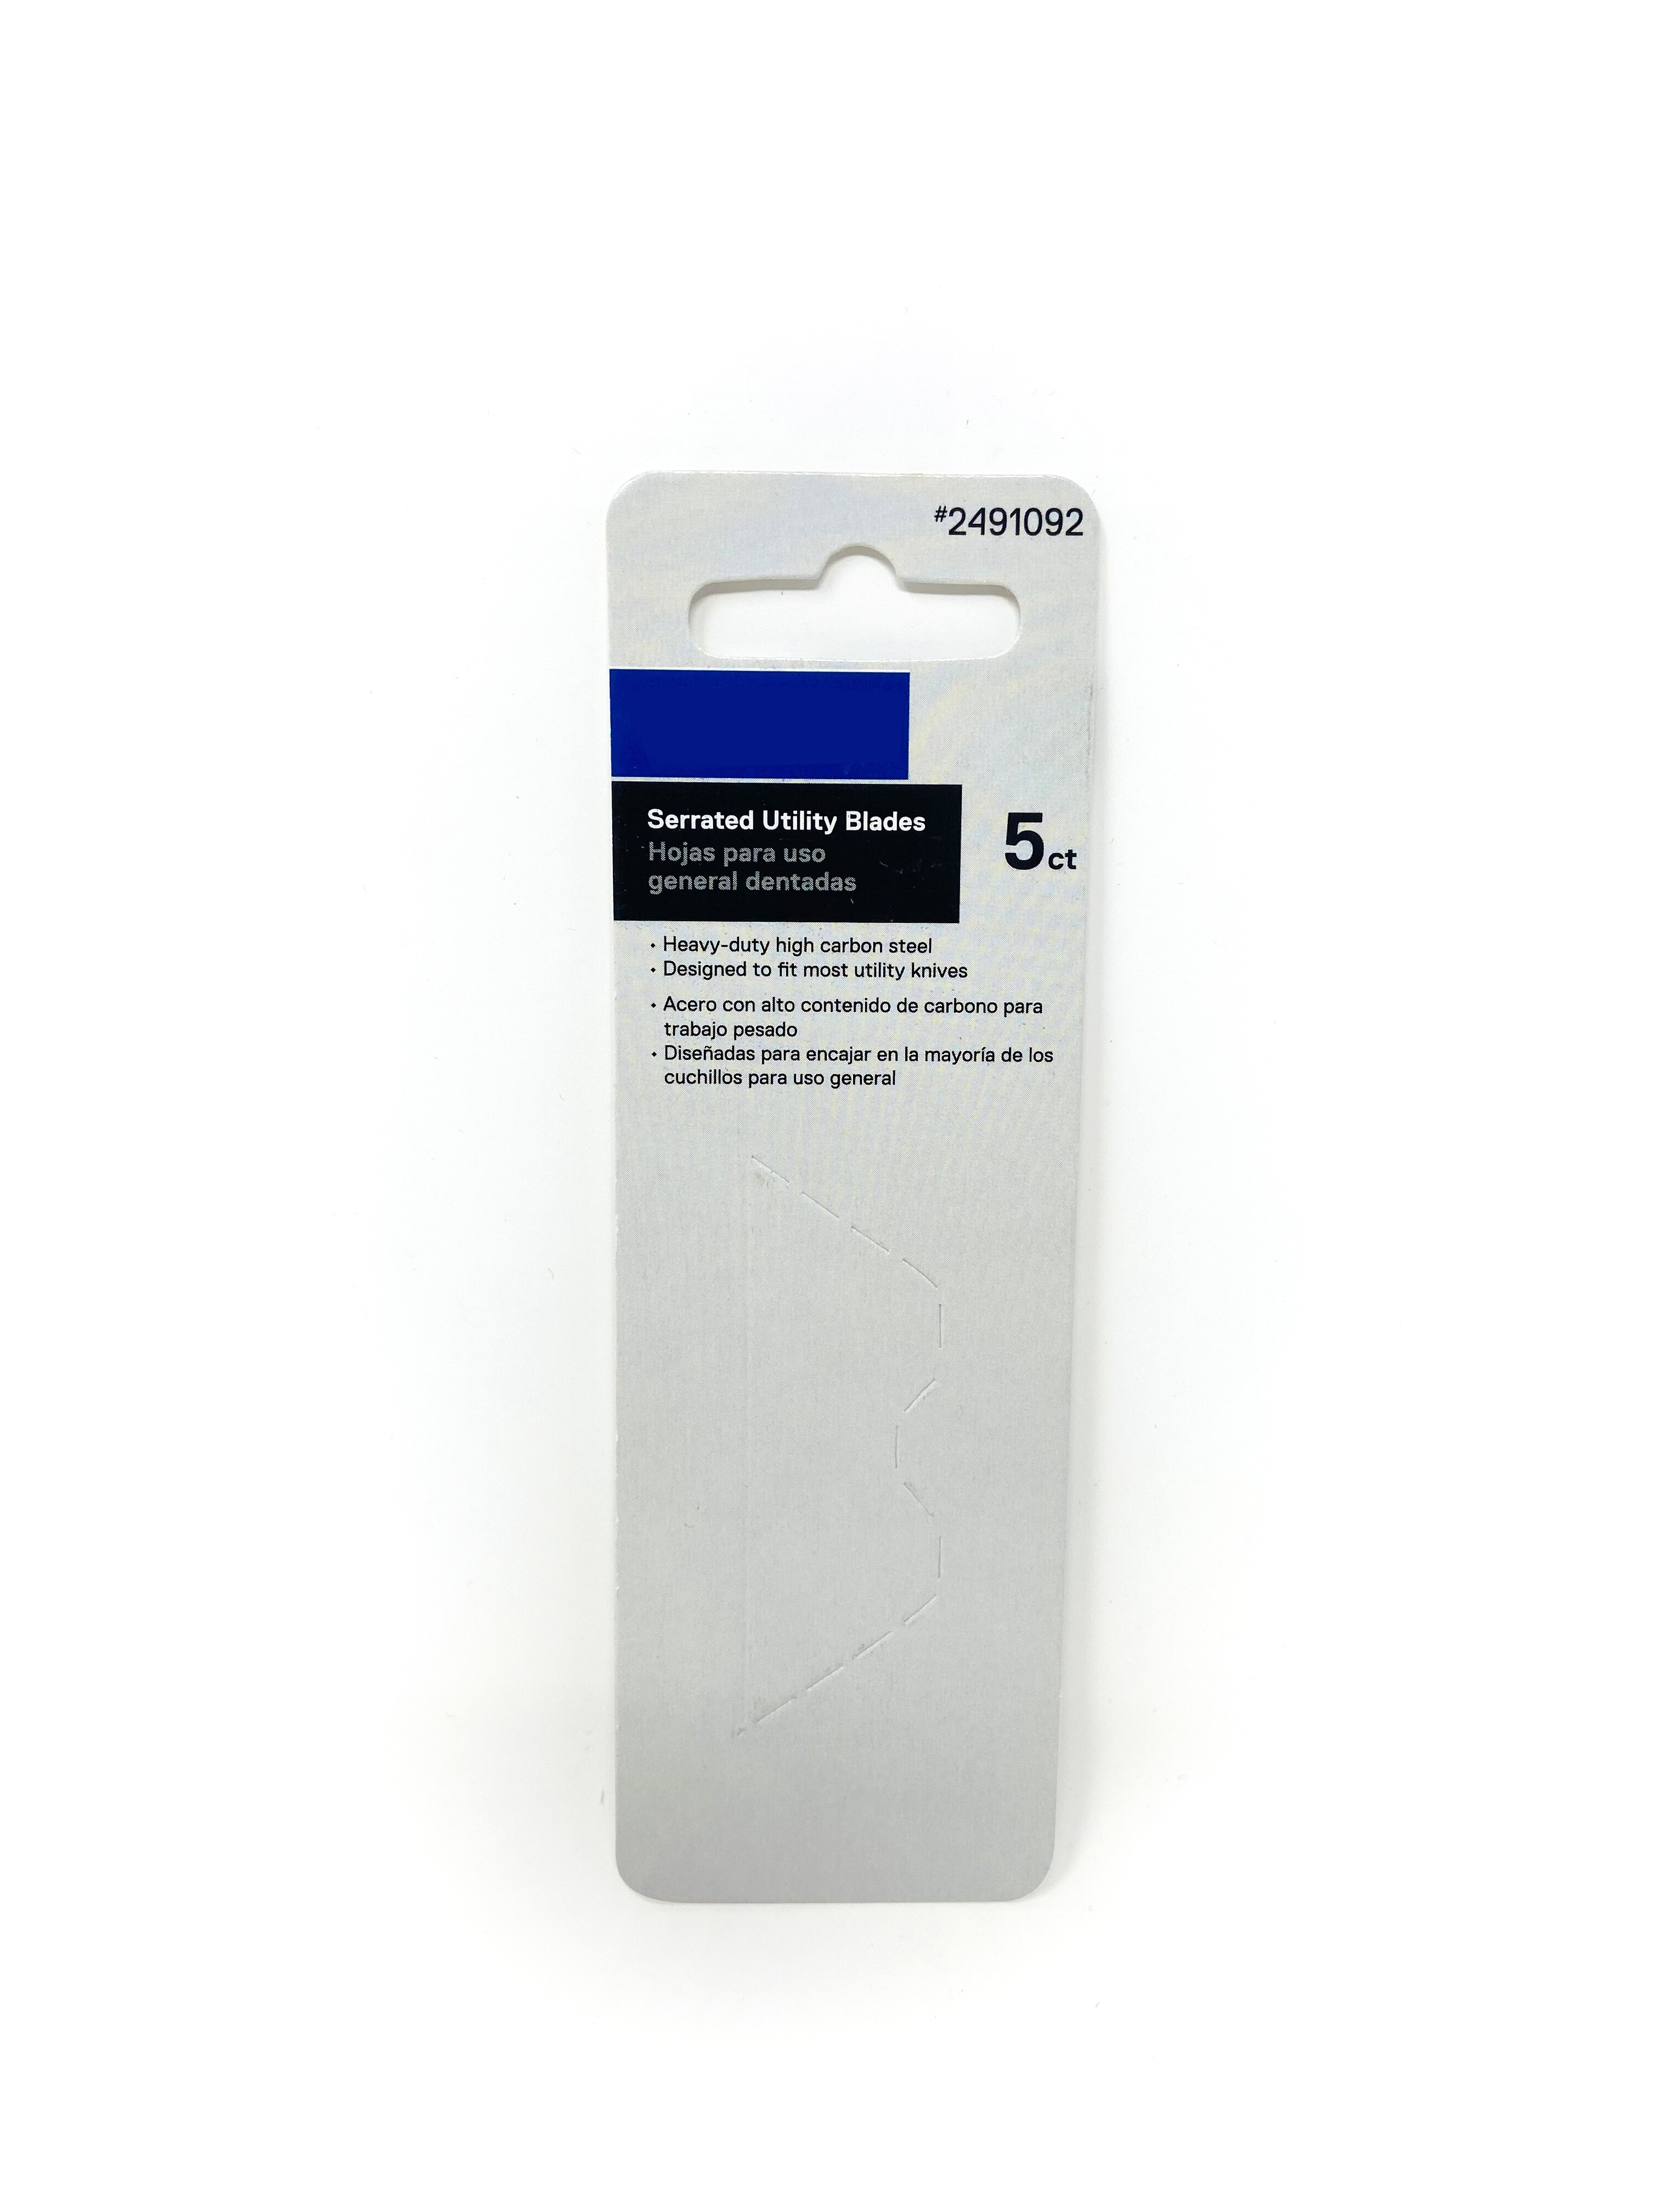 #2491092
Serrated Utility Blades
Hojas para uso
general dentadas
5ct
• Heavy-duty high carbon steel
• Designed to fit most utility knives
• Acero con alto contenido de carbono para
trabajo pesado
• Diseñadas para encajar en la mayoría de los
cuchillos para uso general